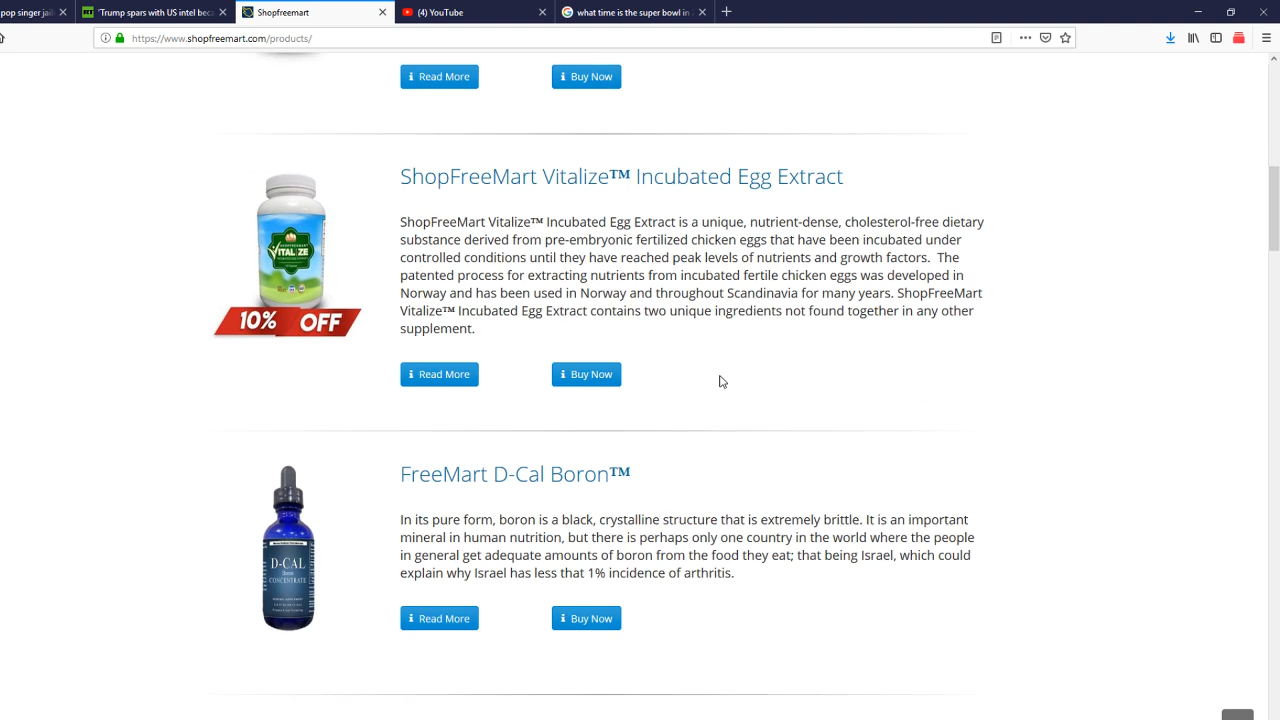 pop singer jail
'Trump spars with US intel beca
Shopfreemart
(4) YouTube
what time is the super bowl in
https://www.shopfreemart.com/products/
Read More
Buy Now
ShopFreeMart Vitalize™ Incubated Egg Extract
ShopFreeMart Vitalize™ Incubated Egg Extract is a unique, nutrient-dense, cholesterol-free dietary
substance derived from pre-embryonic fertilized chicken eggs that have been incubated under
controlled conditions until they have reached peak levels of nutrients and growth factors.  The
patented process for extracting nutrients from incubated fertile chicken eggs was developed in
Norway and has been used in Norway and throughout Scandinavia for many years. ShopFreeMart
Vitalize™ Incubated Egg Extract contains two unique ingredients not found together in any other
supplement.
VITALIZE
10% OFF
Read More
Buy Now
FreeMart D-Cal Boron™
In its pure form, boron is a black, crystalline structure that is extremely brittle. It is an important
mineral in human nutrition, but there is perhaps only one country in the world where the people
in general get adequate amounts of boron from the food they eat; that being Israel, which could
explain why Israel has less that 1% incidence of arthritis.
D-CAL
CONCENTRATE
Read More
Buy Now